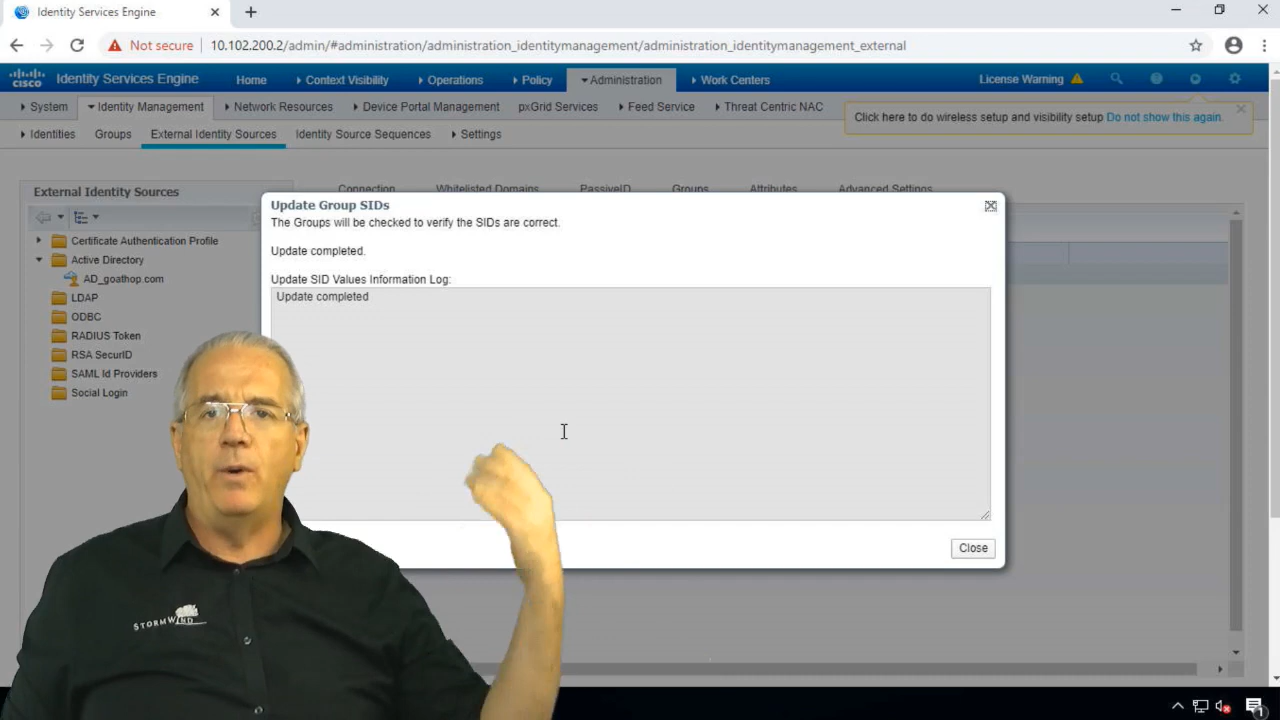 Identity Services Engine
Not secure
10.102.200.2/admin/#administration/administration_identitymanagement/administration_identitymanagement_external
CISCO
Identity Services Engine
Home
Context Visibility
Operations
Policy
Administration
Work Centers
License Warning
System
Identity Management
Network Resources
Device Portal Management
pxGrid Services
Feed Service
Threat Centric NAC
Click here to do wireless setup and visibility setup Do not show this again.
Identities
Groups
External Identity Sources
Identity Source Sequences
Settings
External Identity Sources
Certificate Authentication Profile
Active Directory
AD_goathop.com
LDAP
ODBC
RADIUS Token
RSA SecurID
SAML Id Providers
Social Login
Connection
Whitelisted Domains
PassiveID
Groups
Attributes
Advanced Settings
Update Group SIDs
The Groups will be checked to verify the SIDs are correct.
Update completed.
Update SID Values Information Log:
Update completed
Close
STORMWIND
1